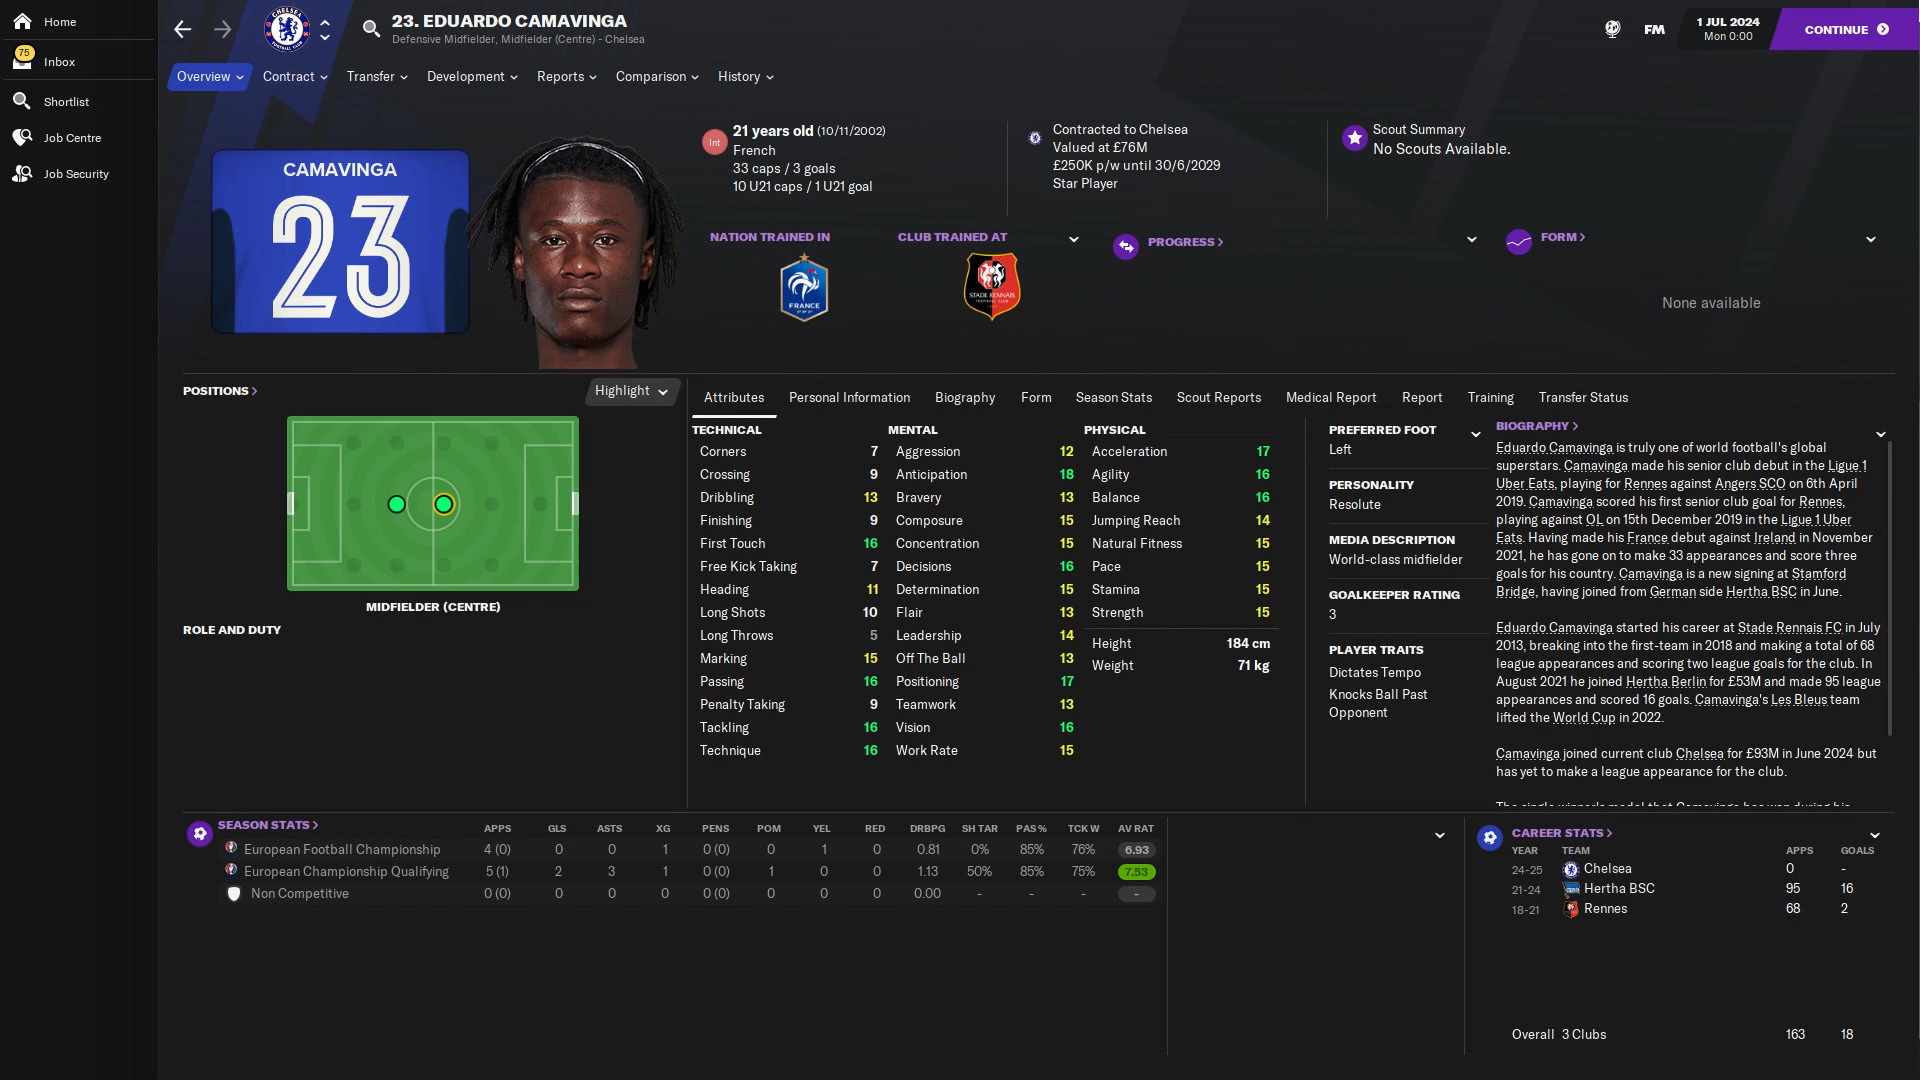 Home
75
Inbox
Shortlist
Job Centre
Job Security
23. EDUARDO CAMAVINGA
Defensive Midfielder, Midfielder (Centre) - Chelsea
FM
1 JUL 2024
Mon 0:00
CONTINUE
Overview
Contract
Transfer
Development
Reports
Comparison
History
CAMAVINGA
23
Int
21 years old (10/11/2002)
French
33 caps / 3 goals
10 U21 caps / 1 U21 goal
Contracted to Chelsea
Valued at £76M
£250K p/w until 30/6/2029
Star Player
Scout Summary
No Scouts Available.
NATION TRAINED IN
FRANCE
CLUB TRAINED AT
STADE RENNAIS
PROGRESS
FORM
None available
POSITIONS
Highlight
MIDFIELDER (CENTRE)
ROLE AND DUTY
Attributes
Personal Information
Biography
Form
Season Stats
Scout Reports
Medical Report
Report
Training
Transfer Status
TECHNICAL
Corners 7
Crossing 9
Dribbling 13
Finishing 9
First Touch 16
Free Kick Taking 7
Heading 11
Long Shots 10
Long Throws 5
Marking 15
Passing 16
Penalty Taking 9
Tackling 16
Technique 16
MENTAL
Aggression 12
Anticipation 18
Bravery 13
Composure 15
Concentration 15
Decisions 16
Determination 15
Flair 13
Leadership 14
Off The Ball 13
Positioning 17
Teamwork 13
Vision 16
Work Rate 15
PHYSICAL
Acceleration 17
Agility 16
Balance 16
Jumping Reach 14
Natural Fitness 15
Pace 15
Stamina 15
Strength 15
Height 184 cm
Weight 71 kg
PREFERRED FOOT
Left
PERSONALITY
Resolute
MEDIA DESCRIPTION
World-class midfielder
GOALKEEPER RATING
3
PLAYER TRAITS
Dictates Tempo
Knocks Ball Past
Opponent
BIOGRAPHY
Eduardo Camavinga is truly one of world football's global
superstars. Camavinga made his senior club debut in the Ligue 1
Uber Eats, playing for Rennes against Angers SCO on 6th April
2019. Camavinga scored his first senior club goal for Rennes,
playing against OL on 15th December 2019 in the Ligue 1 Uber
Eats. Having made his France debut against Ireland in November
2021, he has gone on to make 33 appearances and score three
goals for his country. Camavinga is a new signing at Stamford
Bridge, having joined from German side Hertha BSC in June.
Eduardo Camavinga started his career at Stade Rennais FC in July
2013, breaking into the first-team in 2018 and making a total of 68
league appearances and scoring two league goals for the club. In
August 2021 he joined Hertha Berlin for £53M and made 95 league
appearances and scored 16 goals. Camavinga's Les Bleus team
lifted the World Cup in 2022.
Camavinga joined current club Chelsea for £93M in June 2024 but
has yet to make a league appearance for the club.
SEASON STATS APPS GLS ASTS XG PENS POM YEL RED DRBPG SH TAR PAS % TCK W AV RAT
European Football Championship 4 (0) 0 0 1 0 (0) 0 1 0 0.81 0% 85% 76% 6.93
European Championship Qualifying 5 (1) 2 3 1 0 (0) 1 0 0 1.13 50% 85% 75% 7.53
Non Competitive 0 (0) 0 0 0 0 (0) 0 0 0 0.00 - - - -
CAREER STATS
YEAR TEAM APPS GOALS
24-25 Chelsea 0 -
21-24 Hertha BSC 95 16
18-21 Rennes 68 2
Overall 3 Clubs 163 18